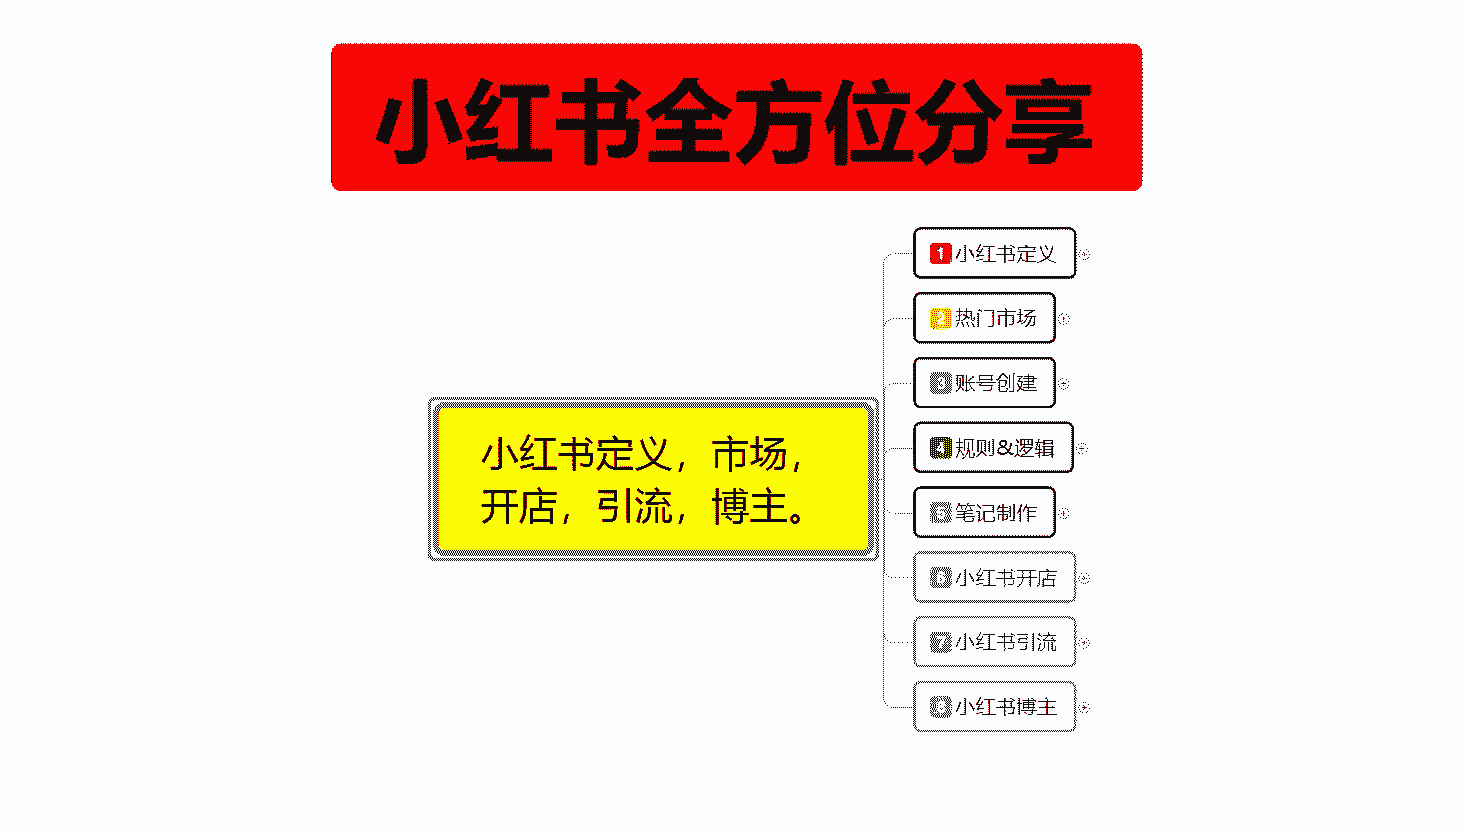 小红书全方位分享
小红书定义，市场，
开店，引流，博主。
1 小红书定义
2 热门市场
3 账号创建
4 规则&逻辑
5 笔记制作
6 小红书开店
7 小红书引流
8 小红书博主